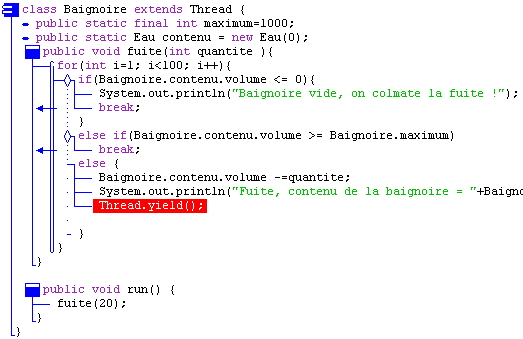 class Baignoire extends Thread {
public static final int maximum=1000;
public static Eau contenu = new Eau(0);
public void fuite(int quantite ){
for(int i=1; i<100; i++){
if(Baignoire.contenu.volume <= 0){
System.out.println("Baignoire vide, on colmate la fuite !");
break;
}
else if(Baignoire.contenu.volume >= Baignoire.maximum)
break;
else {
Baignoire.contenu.volume -=quantite;
System.out.println("Fuite, contenu de la baignoire = "+Baigno
Thread.yield();
}
}
}
public void run() {
fuite(20);
}
}